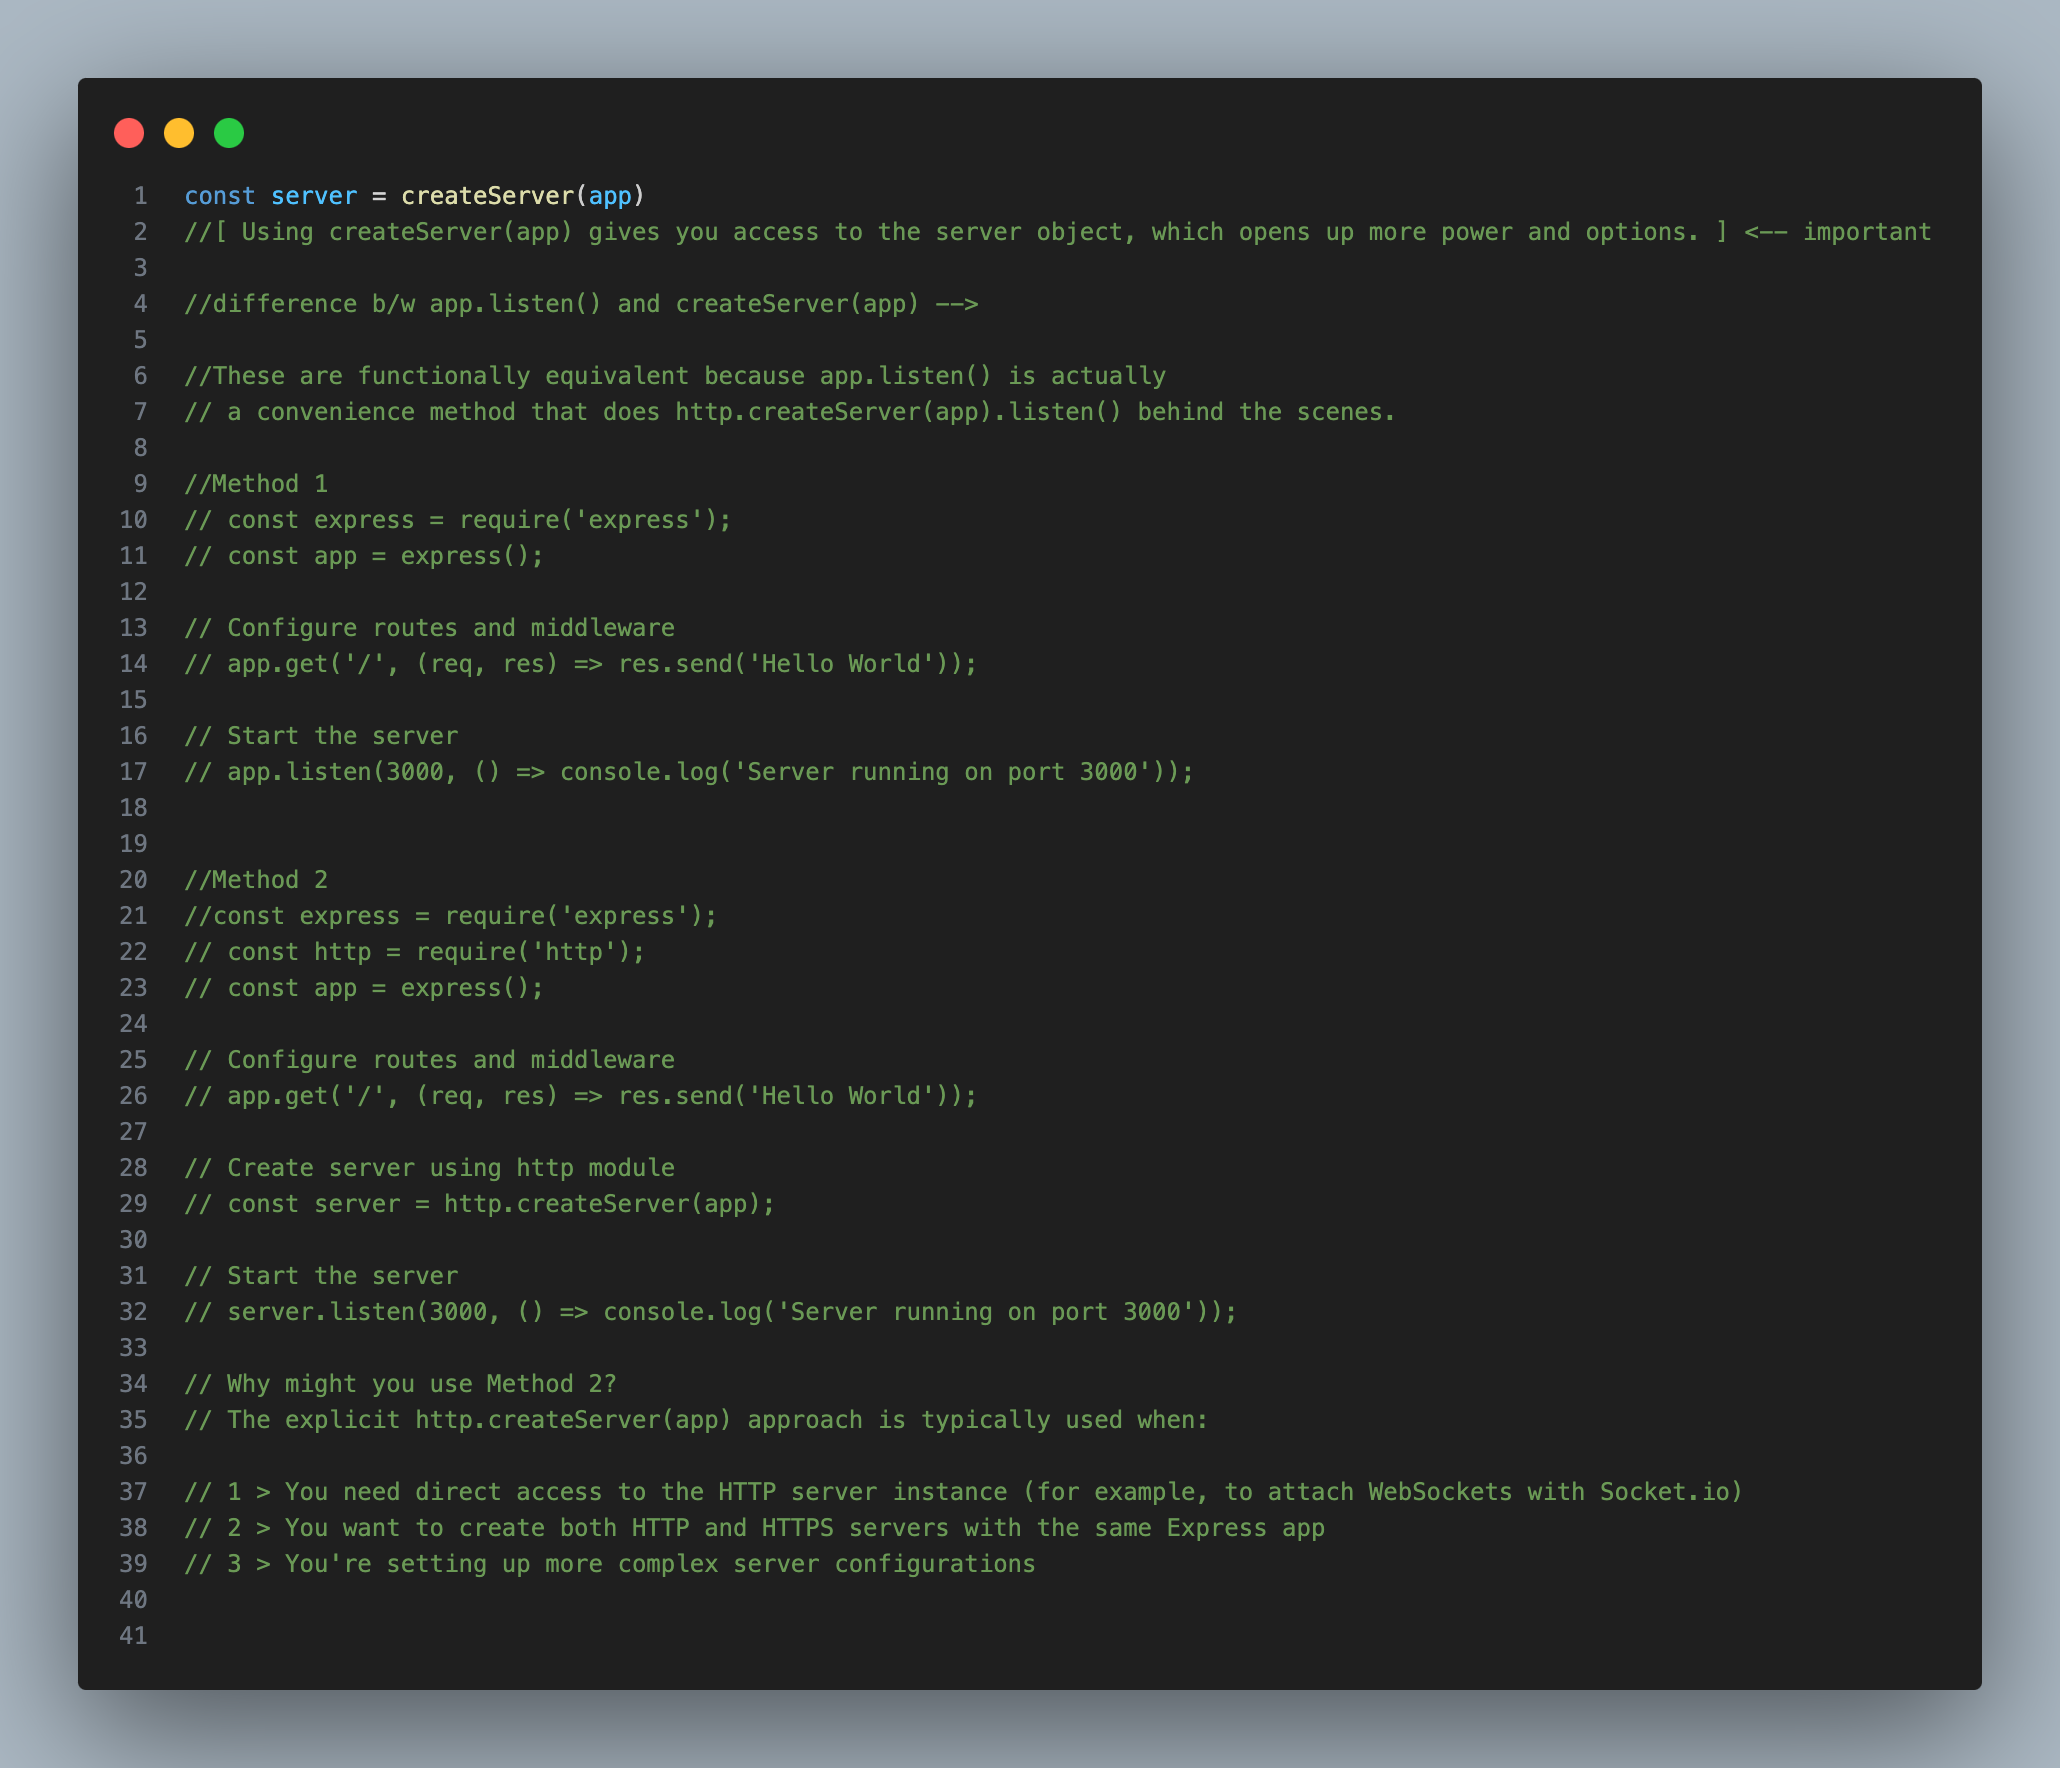 1 const server = createServer(app)
2 //[ Using createServer(app) gives you access to the server object, which opens up more power and options. ] <-- important
3
4 //difference b/w app.listen() and createServer(app) -->
5
6 //These are functionally equivalent because app.listen() is actually
7 // a convenience method that does http.createServer(app).listen() behind the scenes.
8
9 //Method 1
10 // const express = require('express');
11 // const app = express();
12
13 // Configure routes and middleware
14 // app.get('/', (req, res) => res.send('Hello World'));
15
16 // Start the server
17 // app.listen(3000, () => console.log('Server running on port 3000'));
18
19
20 //Method 2
21 //const express = require('express');
22 // const http = require('http');
23 // const app = express();
24
25 // Configure routes and middleware
26 // app.get('/', (req, res) => res.send('Hello World'));
27
28 // Create server using http module
29 // const server = http.createServer(app);
30
31 // Start the server
32 // server.listen(3000, () => console.log('Server running on port 3000'));
33
34 // Why might you use Method 2?
35 // The explicit http.createServer(app) approach is typically used when:
36
37 // 1 > You need direct access to the HTTP server instance (for example, to attach WebSockets with Socket.io)
38 // 2 > You want to create both HTTP and HTTPS servers with the same Express app
39 // 3 > You're setting up more complex server configurations
40
41